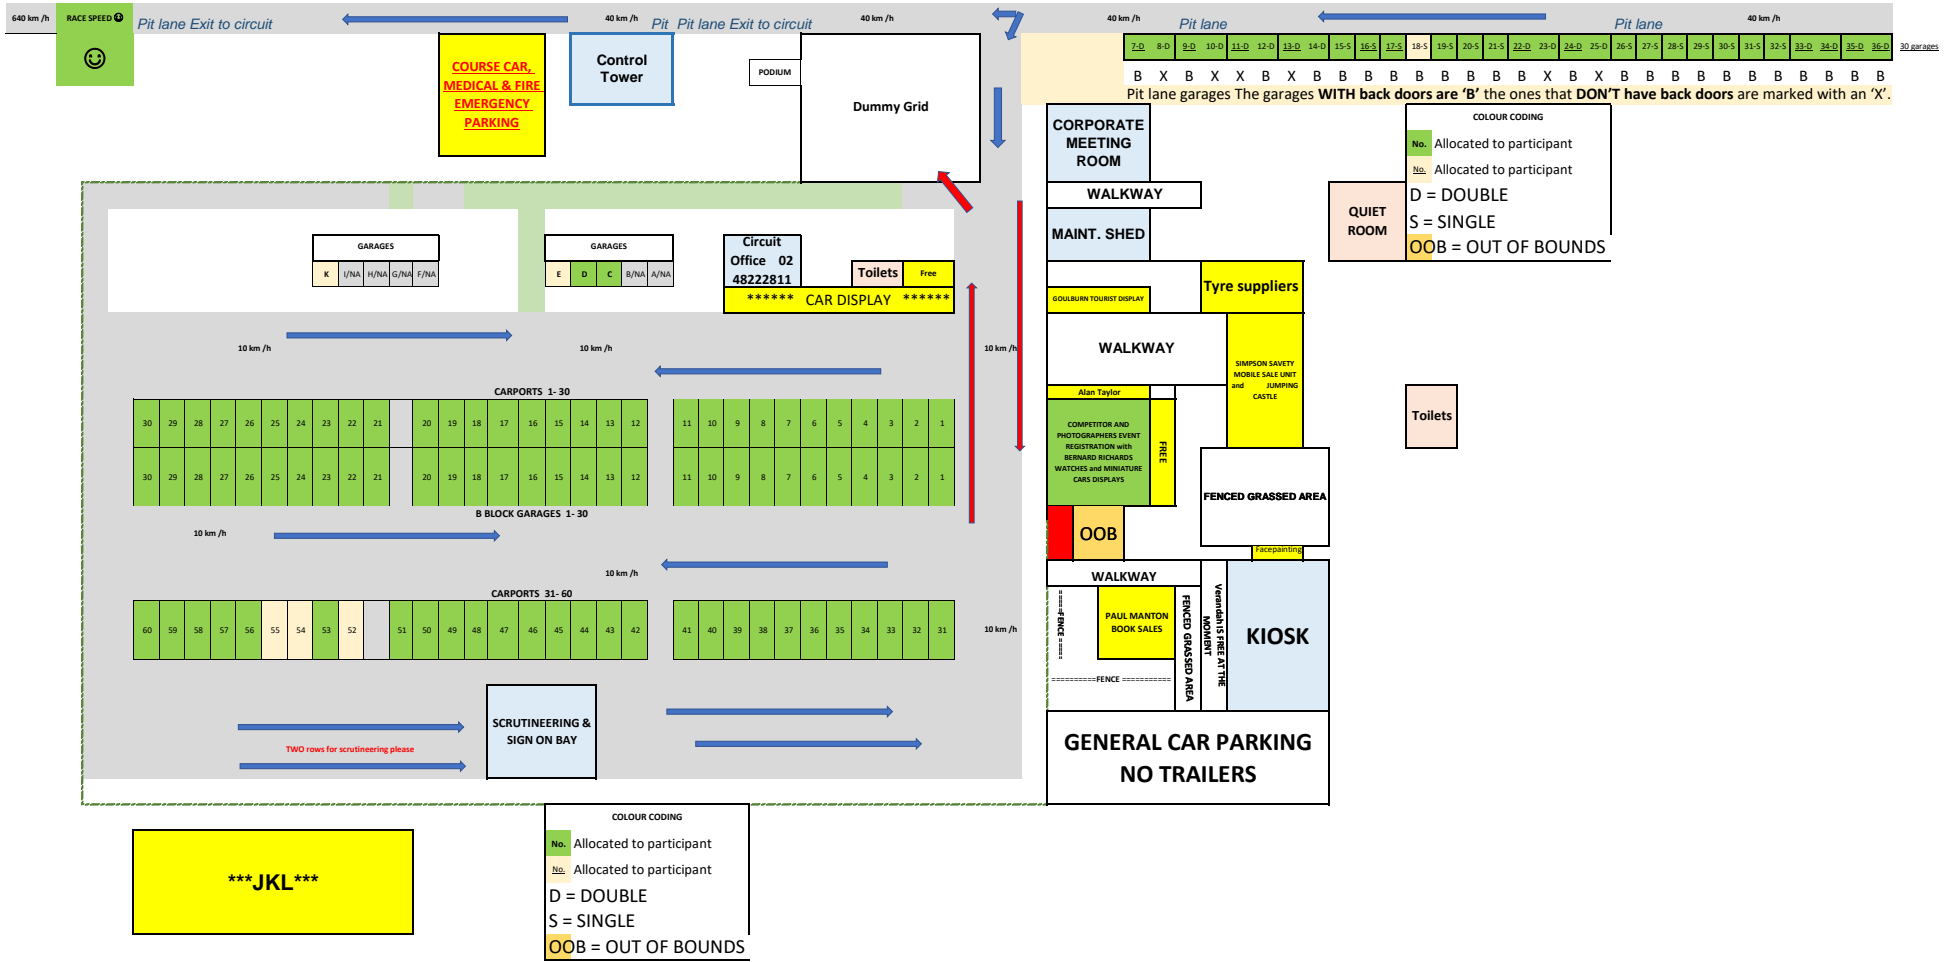 640 km /h
RACE SPEED
Pit lane Exit to circuit
40 km /h
Pit Pit lane Exit to circuit
40 km /h
40 km /h
Pit lane
Pit lane
40 km /h
7-D 8-D 9-D 10-D 11-D 12-D 13-D 14-D 15-S 16-S 17-S 18-S 19-S 20-S 21-S 22-D 23-D 24-D 25-D 26-S 27-S 28-S 29-S 30-S 31-S 32-S 33-D 34-D 35-D 36-D 30 garages
B X B X X B X B B B B B B B B B X B X B B B B B B B B B B B
Pit lane garages The garages WITH back doors are ‘B’ the ones that DON’T have back doors are marked with an ‘X’.
COURSE CAR,
MEDICAL & FIRE
EMERGENCY
PARKING
Control
Tower
PODIUM
Dummy Grid
CORPORATE
MEETING
ROOM
WALKWAY
MAINT. SHED
QUIET
ROOM
COLOUR CODING
No. Allocated to participant
No. Allocated to participant
D = DOUBLE
S = SINGLE
OOB = OUT OF BOUNDS
GARAGES
K I/NA H/NA G/NA F/NA
GARAGES
E D C B/NA A/NA
Circuit
Office 02
48222811
Toilets
Free
****** CAR DISPLAY ******
GOULBURN TOURIST DISPLAY
Tyre suppliers
WALKWAY
SIMPSON SAVETY
MOBILE SALE UNIT
and JUMPING
CASTLE
10 km /h
10 km /h
10 km /h
CARPORTS 1- 30
30 29 28 27 26 25 24 23 22 21 20 19 18 17 16 15 14 13 12 11 10 9 8 7 6 5 4 3 2 1
30 29 28 27 26 25 24 23 22 21 20 19 18 17 16 15 14 13 12 11 10 9 8 7 6 5 4 3 2 1
B BLOCK GARAGES 1- 30
Alan Taylor
COMPETITOR AND
PHOTOGRAPHERS EVENT
REGISTRATION with
BERNARD RICHARDS
WATCHES and MINIATURE
CARS DISPLAYS
FREE
Toilets
FENCED GRASSED AREA
OOB
Facepainting
10 km /h
10 km /h
CARPORTS 31- 60
60 59 58 57 56 55 54 53 52 51 50 49 48 47 46 45 44 43 42 41 40 39 38 37 36 35 34 33 32 31
10 km /h
WALKWAY
=====FENCE =====
PAUL MANTON
BOOK SALES
==========FENCE ===========
FENCED GRASSED AREA
Verandah IS FREE AT THE
MOMENT
KIOSK
SCRUTINEERING &
SIGN ON BAY
TWO rows for scrutineering please
GENERAL CAR PARKING
NO TRAILERS
***JKL***
COLOUR CODING
No. Allocated to participant
No. Allocated to participant
D = DOUBLE
S = SINGLE
OOB = OUT OF BOUNDS